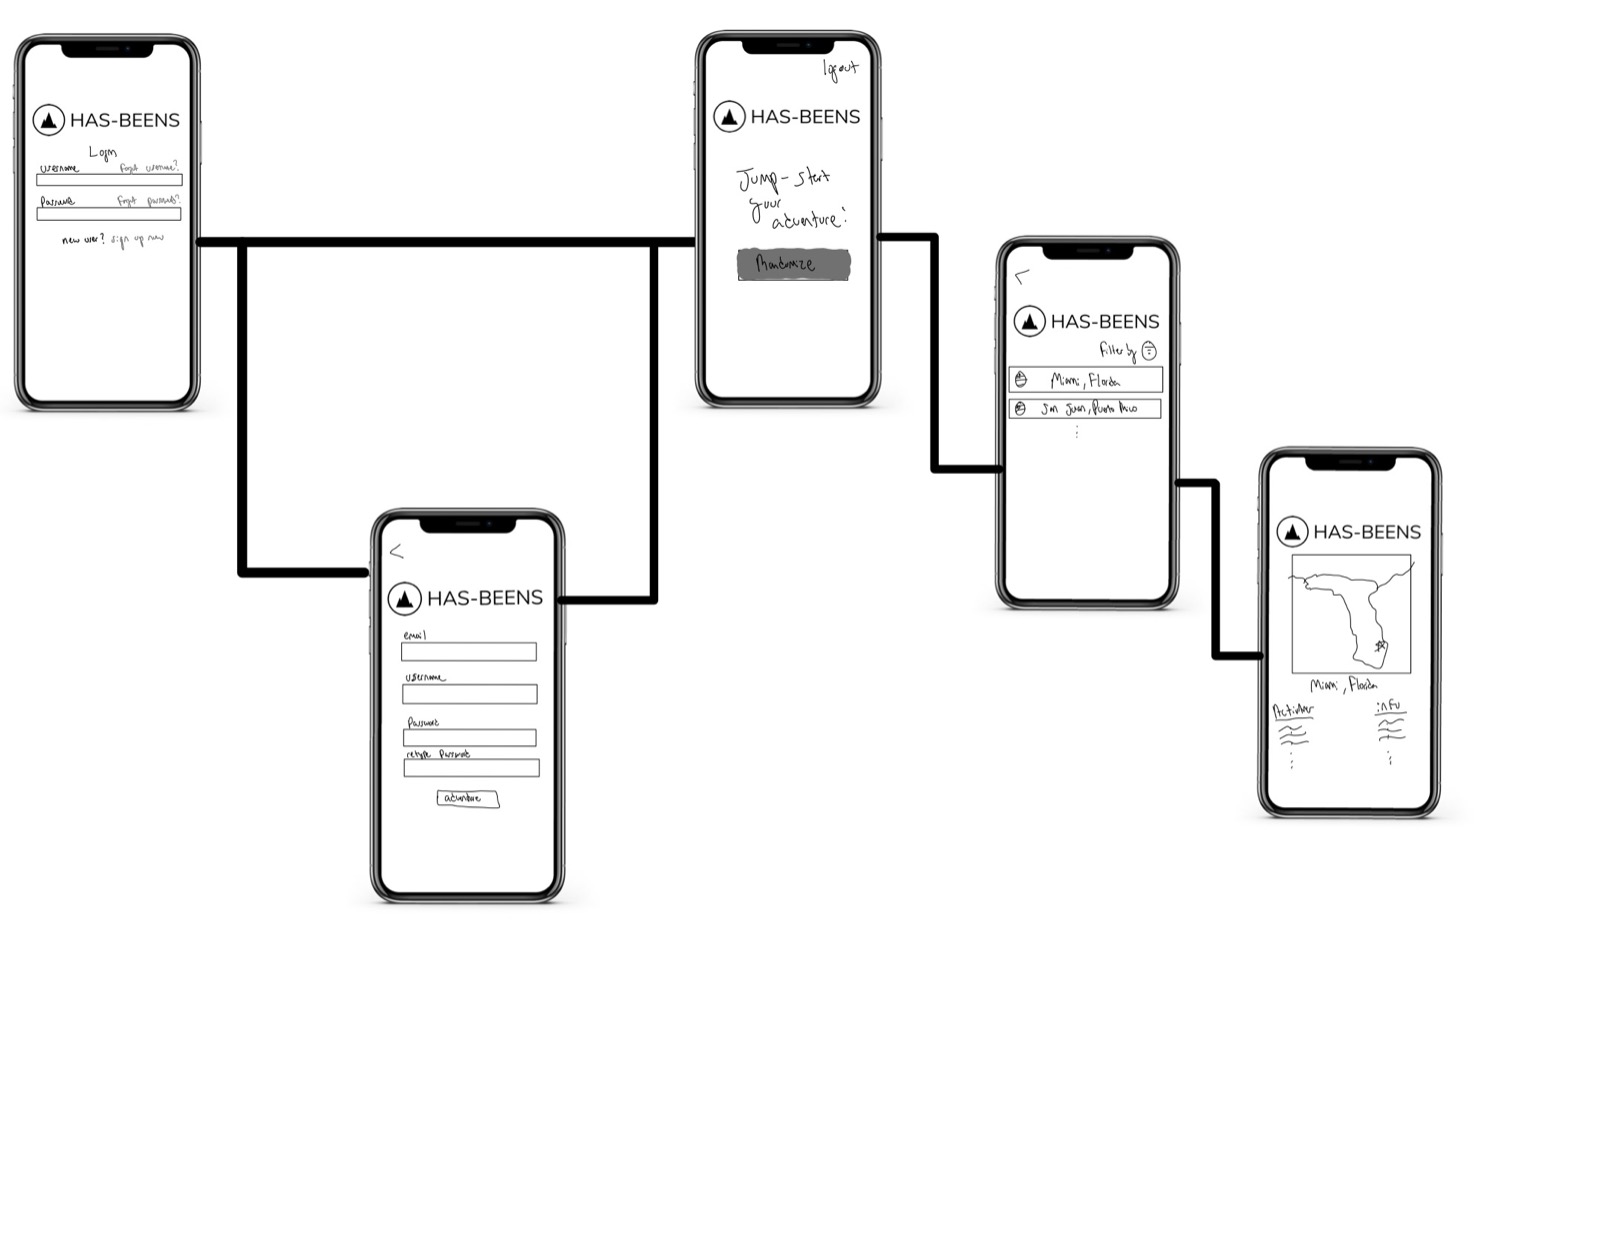 HAS-BEENS
Login
username forgot username?
Password forgot password?
new user? sign up now
logout
HAS-BEENS
Jump-start
your
adventure!
Randomize
<
HAS-BEENS
Filter by
Miami, Florida
San Juan, Puerto Rico
<
HAS-BEENS
email
username
Password
retype Password
adventure
HAS-BEENS
Miami, Florida
Activities info